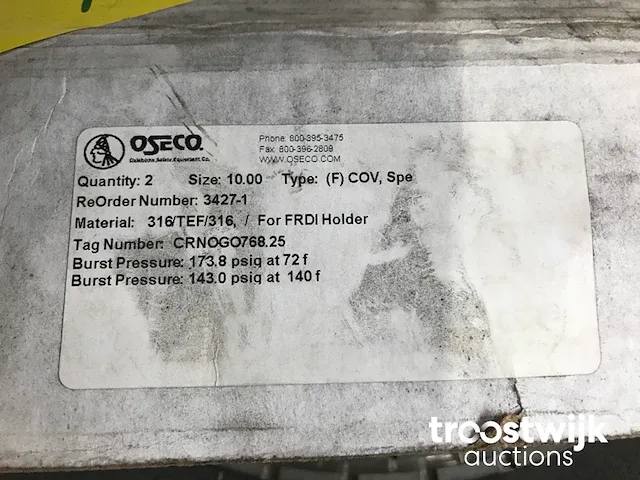 OSECO
Oklahoma Safety Equipment Co.
Phone: 800-395-3475
Fax: 800-396-2809
WWW.OSECO.COM
Quantity: 2 Size: 10.00 Type: (F) COV, Spe
ReOrder Number: 3427-1
Material: 316/TEF/316, / For FRDI Holder
Tag Number: CRNOGO768.25
Burst Pressure: 173.8 psig at 72 f
Burst Pressure: 143.0 psig at 140 f
troostwijk
auctions